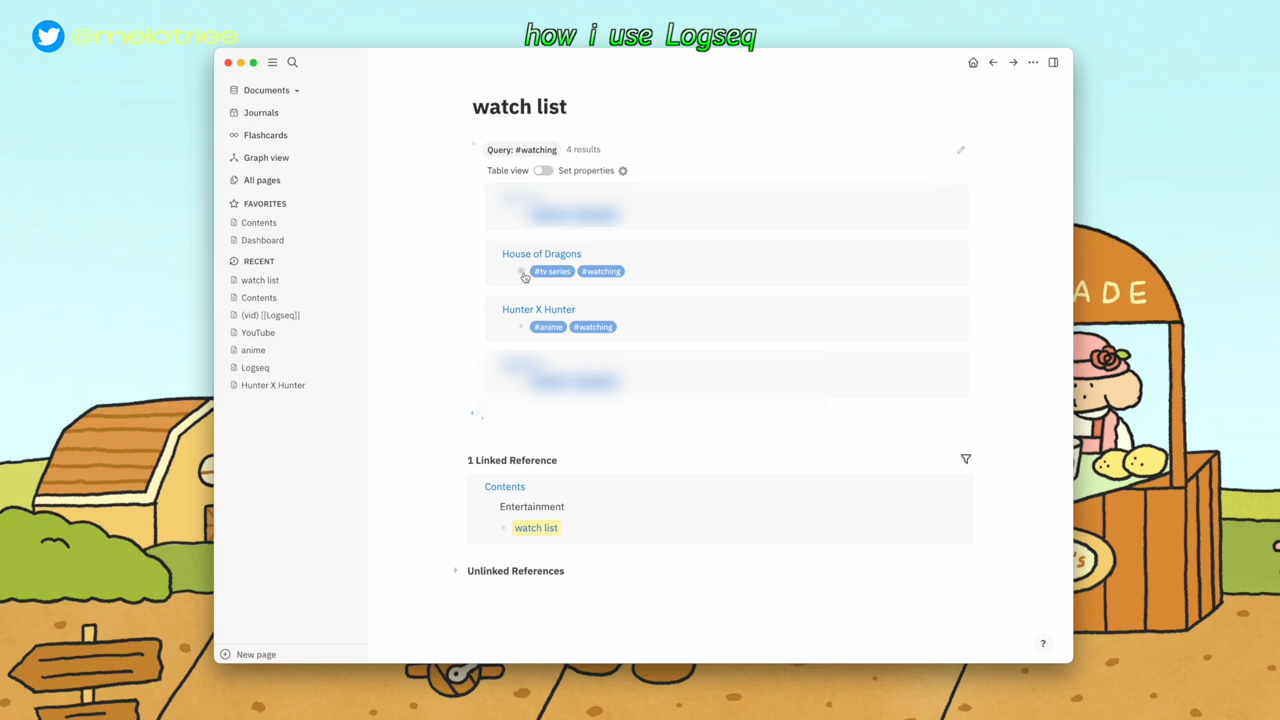 how i use Logseq
@melotries
Documents
Journals
Flashcards
Graph view
All pages
FAVORITES
Contents
Dashboard
RECENT
watch list
Contents
(vid) [[Logseq]]
YouTube
anime
Logseq
Hunter X Hunter
New page
watch list
Query: #watching 4 results
Table view Set properties
House of Dragons
#tv series #watching
Hunter X Hunter
#anime #watching
1 Linked Reference
Contents
Entertainment
watch list
Unlinked References
?
ADE
's